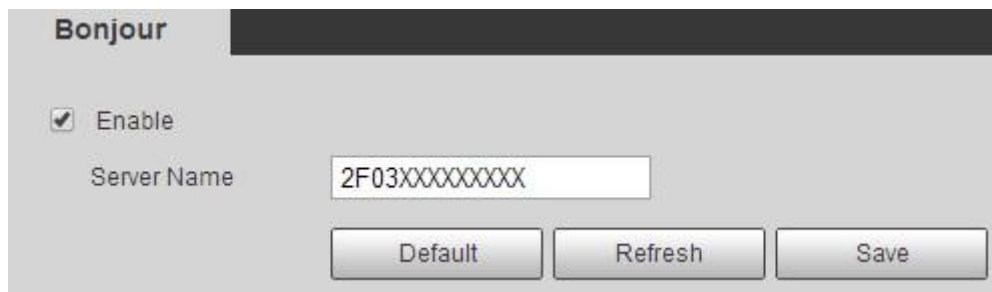 Bonjour
Enable
Server Name 2F03XXXXXXXXX
Default Refresh Save